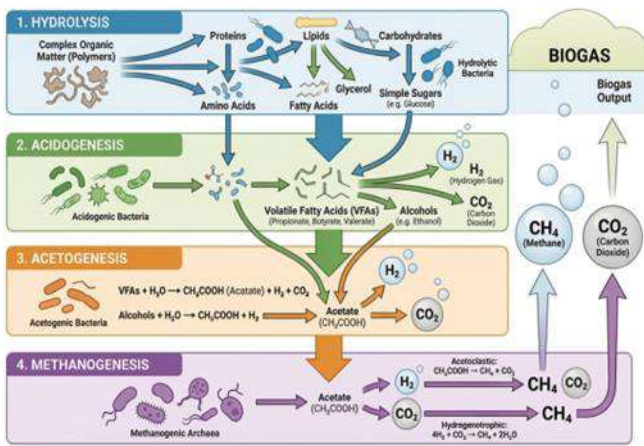 1. HYDROLYSIS
Complex Organic
Matter (Polymers)
Proteins
Lipids
Carbohydrates
Hydrolytic
Bacteria
Amino Acids
Fatty Acids
Glycerol
Simple Sugars
(e.g. Glucose)
BIOGAS
Biogas
Output
2. ACIDOGENESIS
Acidogenic Bacteria
Volatile Fatty Acids (VFAs)
(Propionate, Butyrate, Valerate)
Alcohols
(e.g. Ethanol)
H₂
H₂
(Hydrogen Gas)
CO₂
(Carbon
Dioxide)
CH₄
(Methane)
CO₂
(Carbon
Dioxide)
3. ACETOGENESIS
Acetogenic Bacteria
VFAs + H₂O → CH₃COOH (Acetate) + H₂ + CO₂
Alcohols + H₂O → CH₃COOH + H₂
Acetate
(CH₃COOH)
H₂
CO₂
4. METHANOGENESIS
Methanogenic Archaea
Acetate
(CH₃COOH)
H₂
CO₂
Acetoclastic:
CH₃COOH → CH₄ + CO₂
CH₄
CO₂
Hydrogenotrophic:
4H₂ + CO₂ → CH₄ + 2H₂O
CH₄